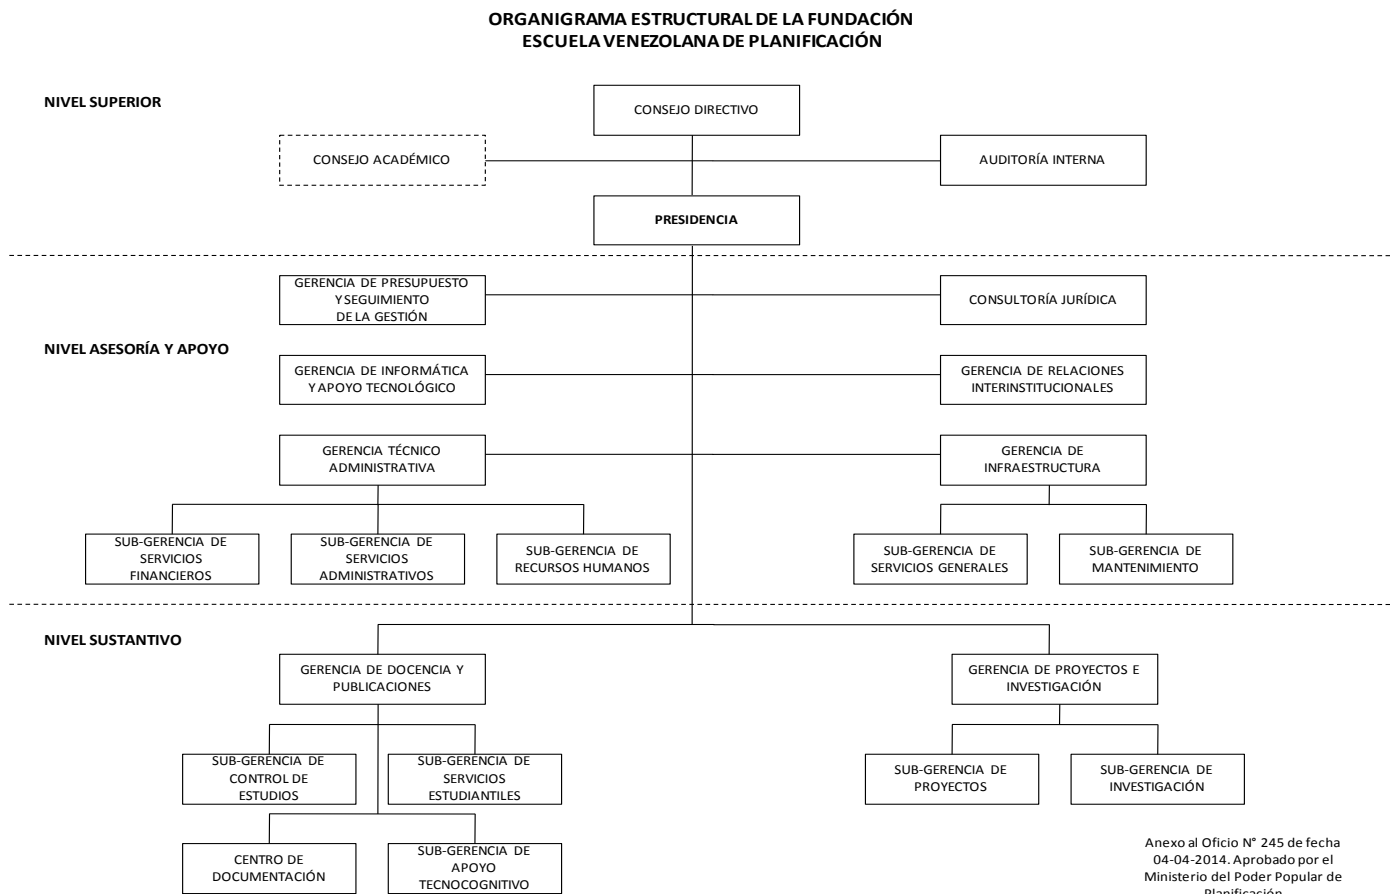 ORGANIGRAMA ESTRUCTURAL DE LA FUNDACIÓN
ESCUELA VENEZOLANA DE PLANIFICACIÓN
NIVEL SUPERIOR
CONSEJO DIRECTIVO
CONSEJO ACADÉMICO
AUDITORÍA INTERNA
PRESIDENCIA
GERENCIA DE PRESUPUESTO
Y SEGUIMIENTO
DE LA GESTIÓN
CONSULTORÍA JURÍDICA
NIVEL ASESORÍA Y APOYO
GERENCIA DE INFORMÁTICA
Y APOYO TECNOLÓGICO
GERENCIA DE RELACIONES
INTERINSTITUCIONALES
GERENCIA TÉCNICO
ADMINISTRATIVA
GERENCIA DE
INFRAESTRUCTURA
SUB-GERENCIA DE
SERVICIOS
FINANCIEROS
SUB-GERENCIA DE
SERVICIOS
ADMINISTRATIVOS
SUB-GERENCIA DE
RECURSOS HUMANOS
SUB-GERENCIA DE
SERVICIOS GENERALES
SUB-GERENCIA DE
MANTENIMIENTO
NIVEL SUSTANTIVO
GERENCIA DE DOCENCIA Y
PUBLICACIONES
GERENCIA DE PROYECTOS E
INVESTIGACIÓN
SUB-GERENCIA DE
CONTROL DE
ESTUDIOS
SUB-GERENCIA DE
SERVICIOS
ESTUDIANTILES
SUB-GERENCIA DE
PROYECTOS
SUB-GERENCIA DE
INVESTIGACIÓN
CENTRO DE
DOCUMENTACIÓN
SUB-GERENCIA DE
APOYO
TECNOCOGNITIVO
Anexo al Oficio N° 245 de fecha
04-04-2014. Aprobado por el
Ministerio del Poder Popular de
Planificación